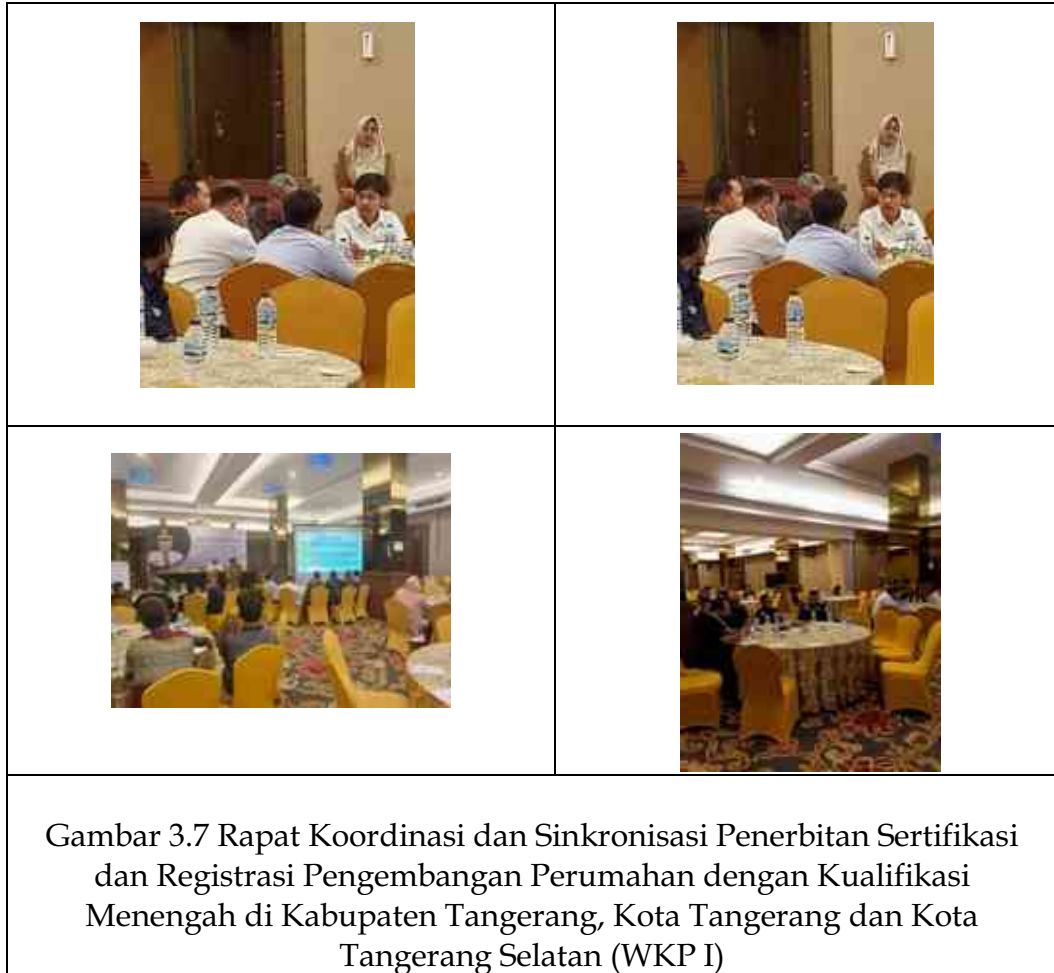 Gambar 3.7 Rapat Koordinasi dan Sinkronisasi Penerbitan Sertifikasi
dan Registrasi Pengembangan Perumahan dengan Kualifikasi
Menengah di Kabupaten Tangerang, Kota Tangerang dan Kota
Tangerang Selatan (WKP I)